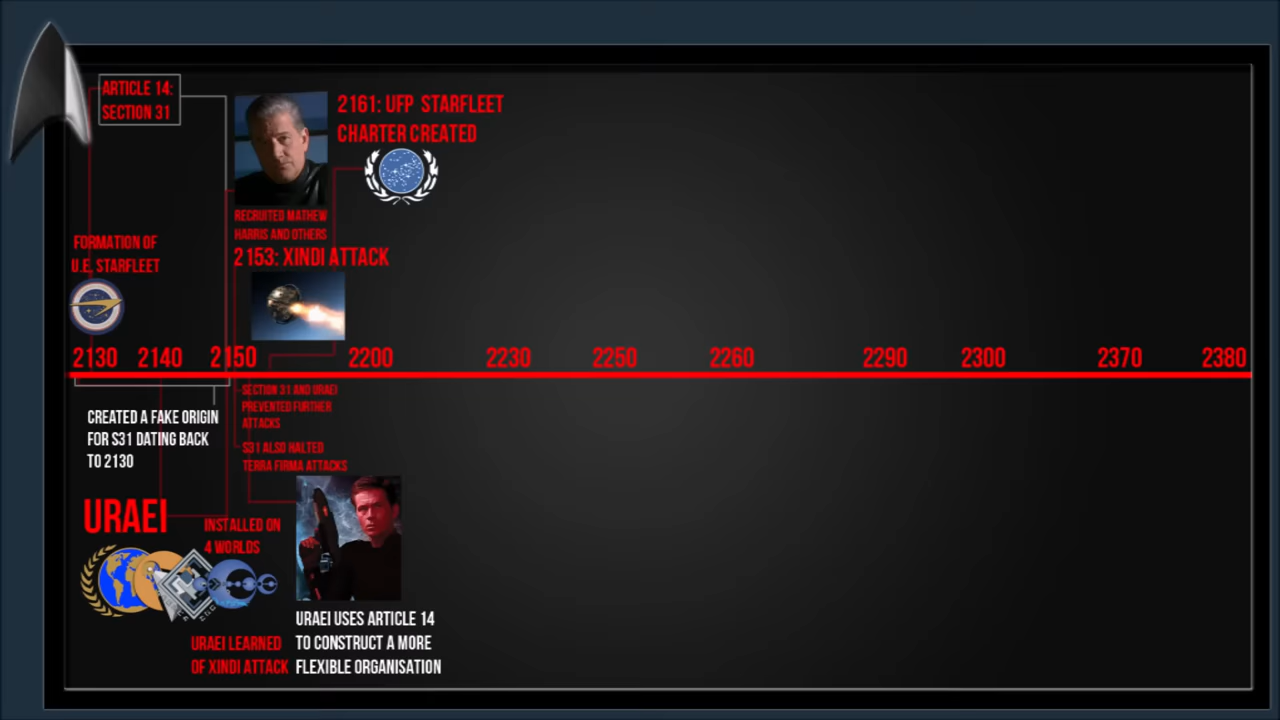 ARTICLE 14:
SECTION 31
2161: UFP STARFLEET
CHARTER CREATED
RECRUITED MATHEW
HARRIS AND OTHERS
FORMATION OF
U.E. STARFLEET
2153: XINDI ATTACK
2130 2140 2150 2200 2230 2250 2260 2290 2300 2370 2380
CREATED A FAKE ORIGIN
FOR S31 DATING BACK
TO 2130
SECTION 31 AND URAEI
PREVENTED FURTHER
ATTACKS
S31 ALSO HALTED
TERRA FIRMA ATTACKS
URAEI
INSTALLED ON
4 WORLDS
URAEI LEARNED
OF XINDI ATTACK
URAEI USES ARTICLE 14
TO CONSTRUCT A MORE
FLEXIBLE ORGANISATION